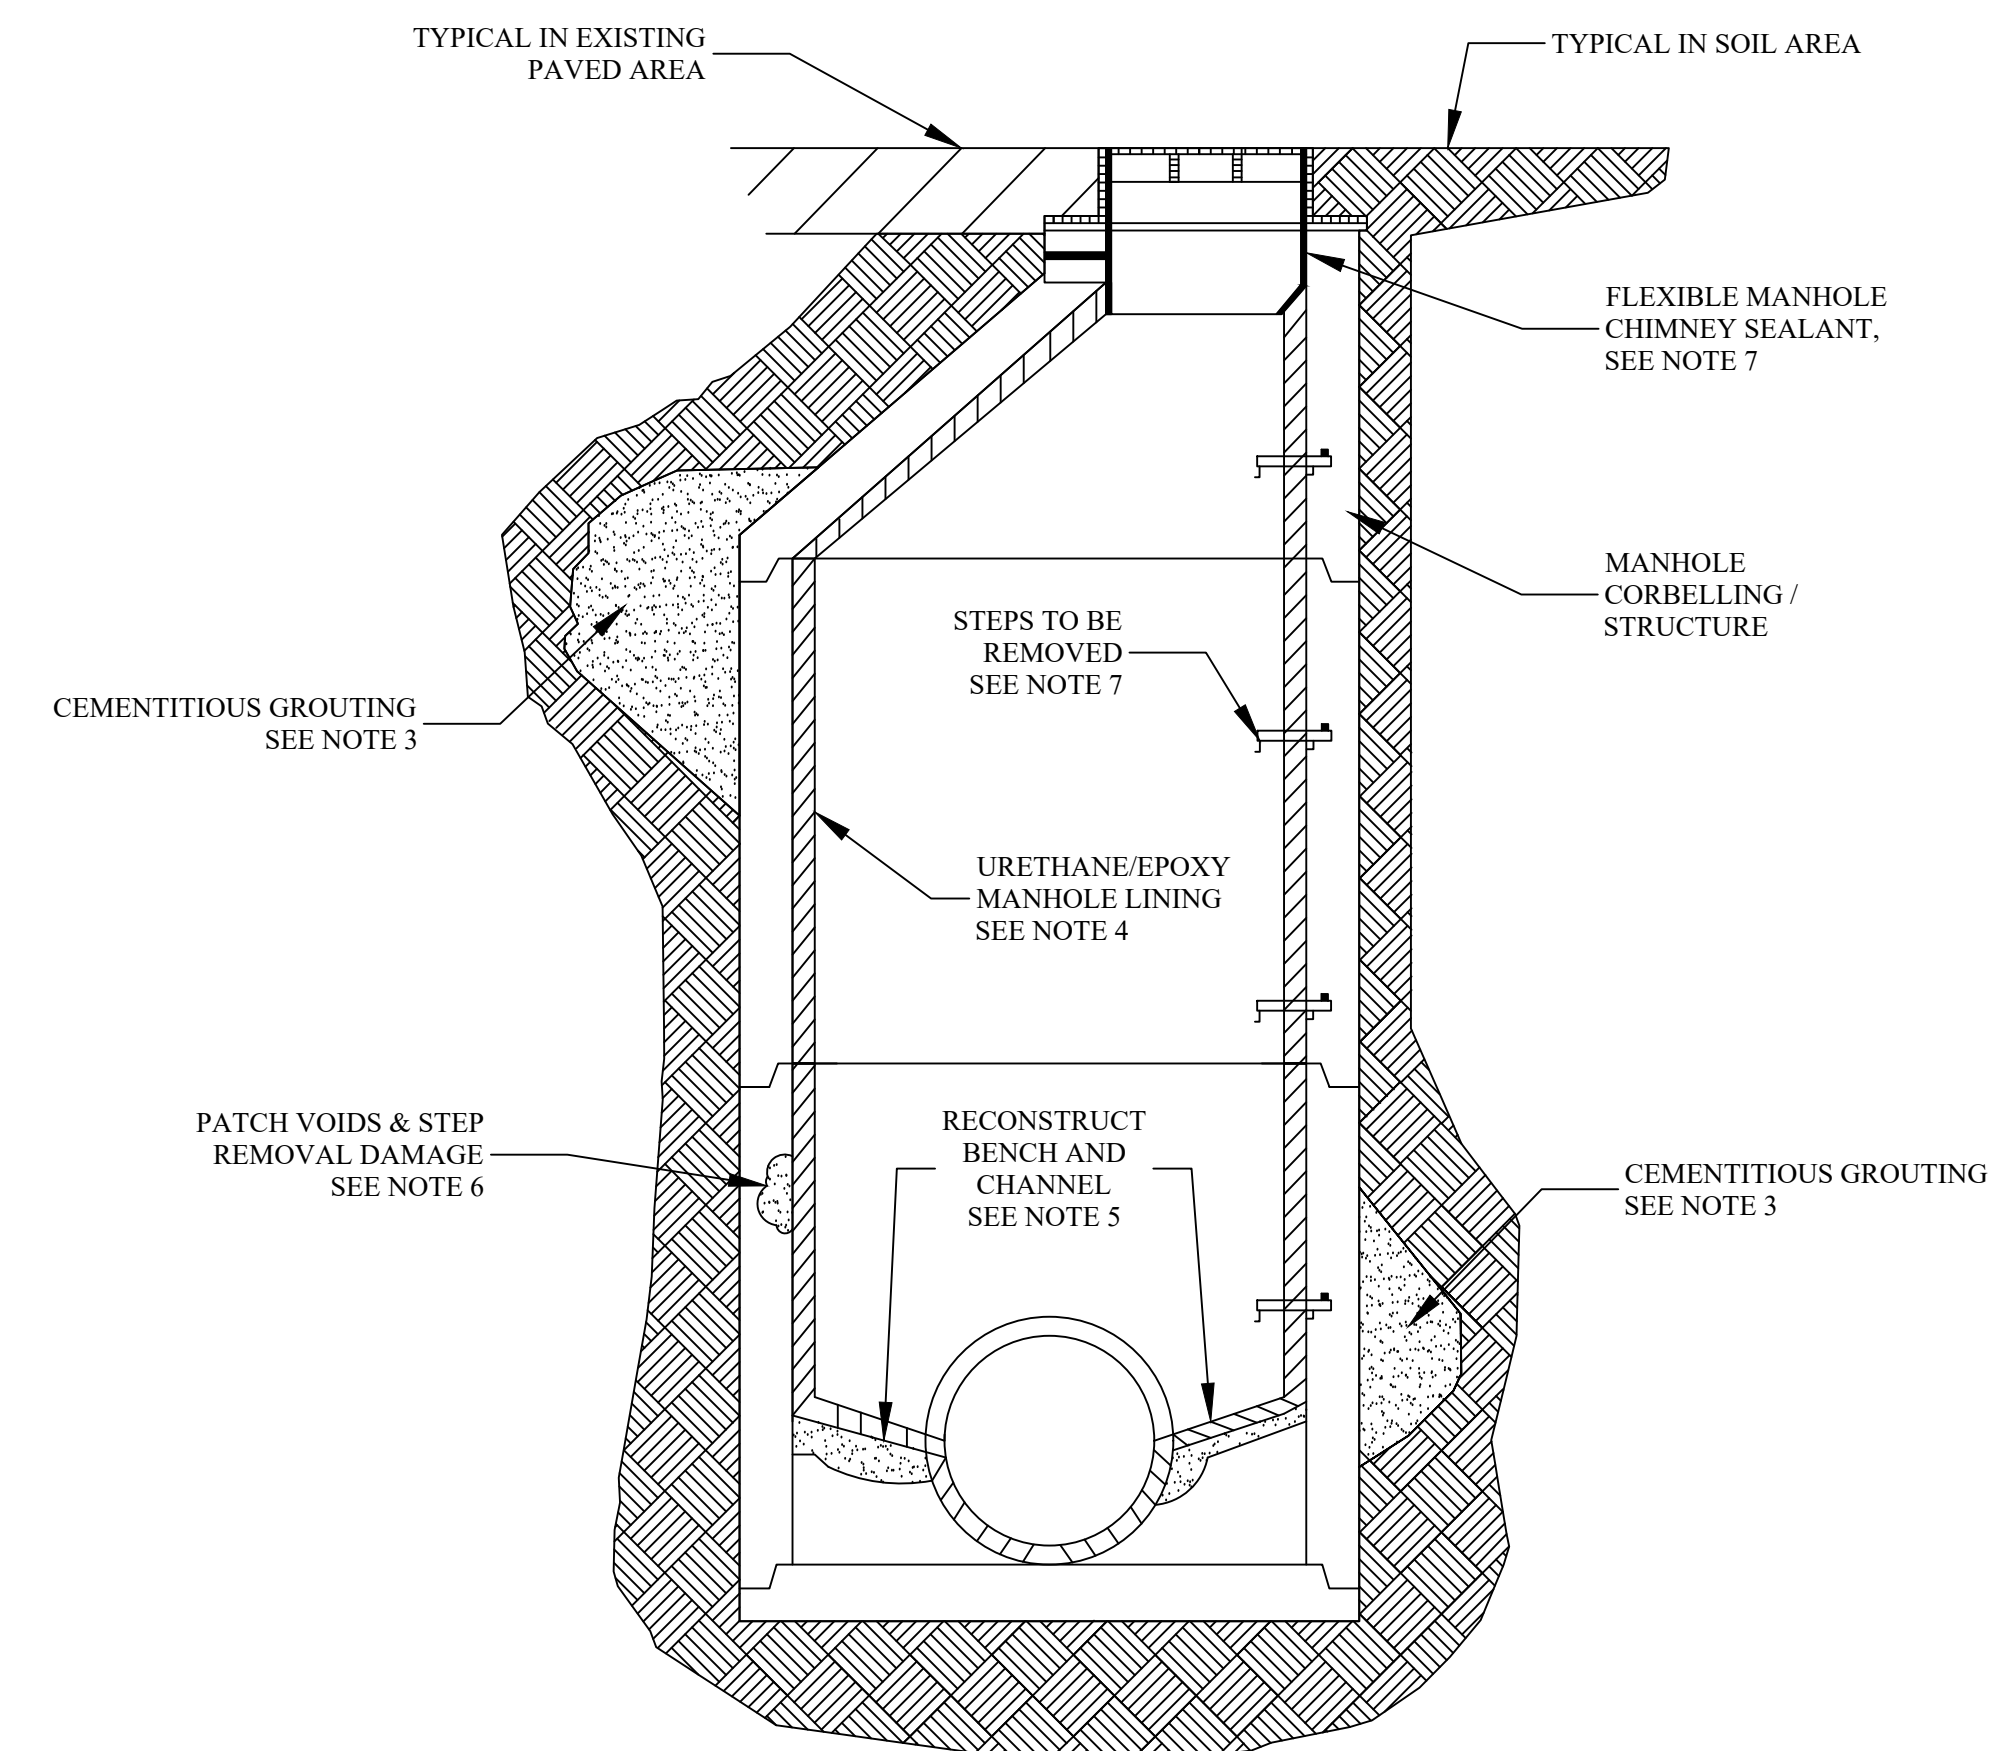 TYPICAL IN EXISTING
PAVED AREA
TYPICAL IN SOIL AREA
FLEXIBLE MANHOLE
CHIMNEY SEALANT,
SEE NOTE 7
MANHOLE
CORBELLING /
STRUCTURE
STEPS TO BE
REMOVED
SEE NOTE 7
CEMENTITIOUS GROUTING
SEE NOTE 3
URETHANE/EPOXY
MANHOLE LINING
SEE NOTE 4
PATCH VOIDS & STEP
REMOVAL DAMAGE
SEE NOTE 6
RECONSTRUCT
BENCH AND
CHANNEL
SEE NOTE 5
CEMENTITIOUS GROUTING
SEE NOTE 3